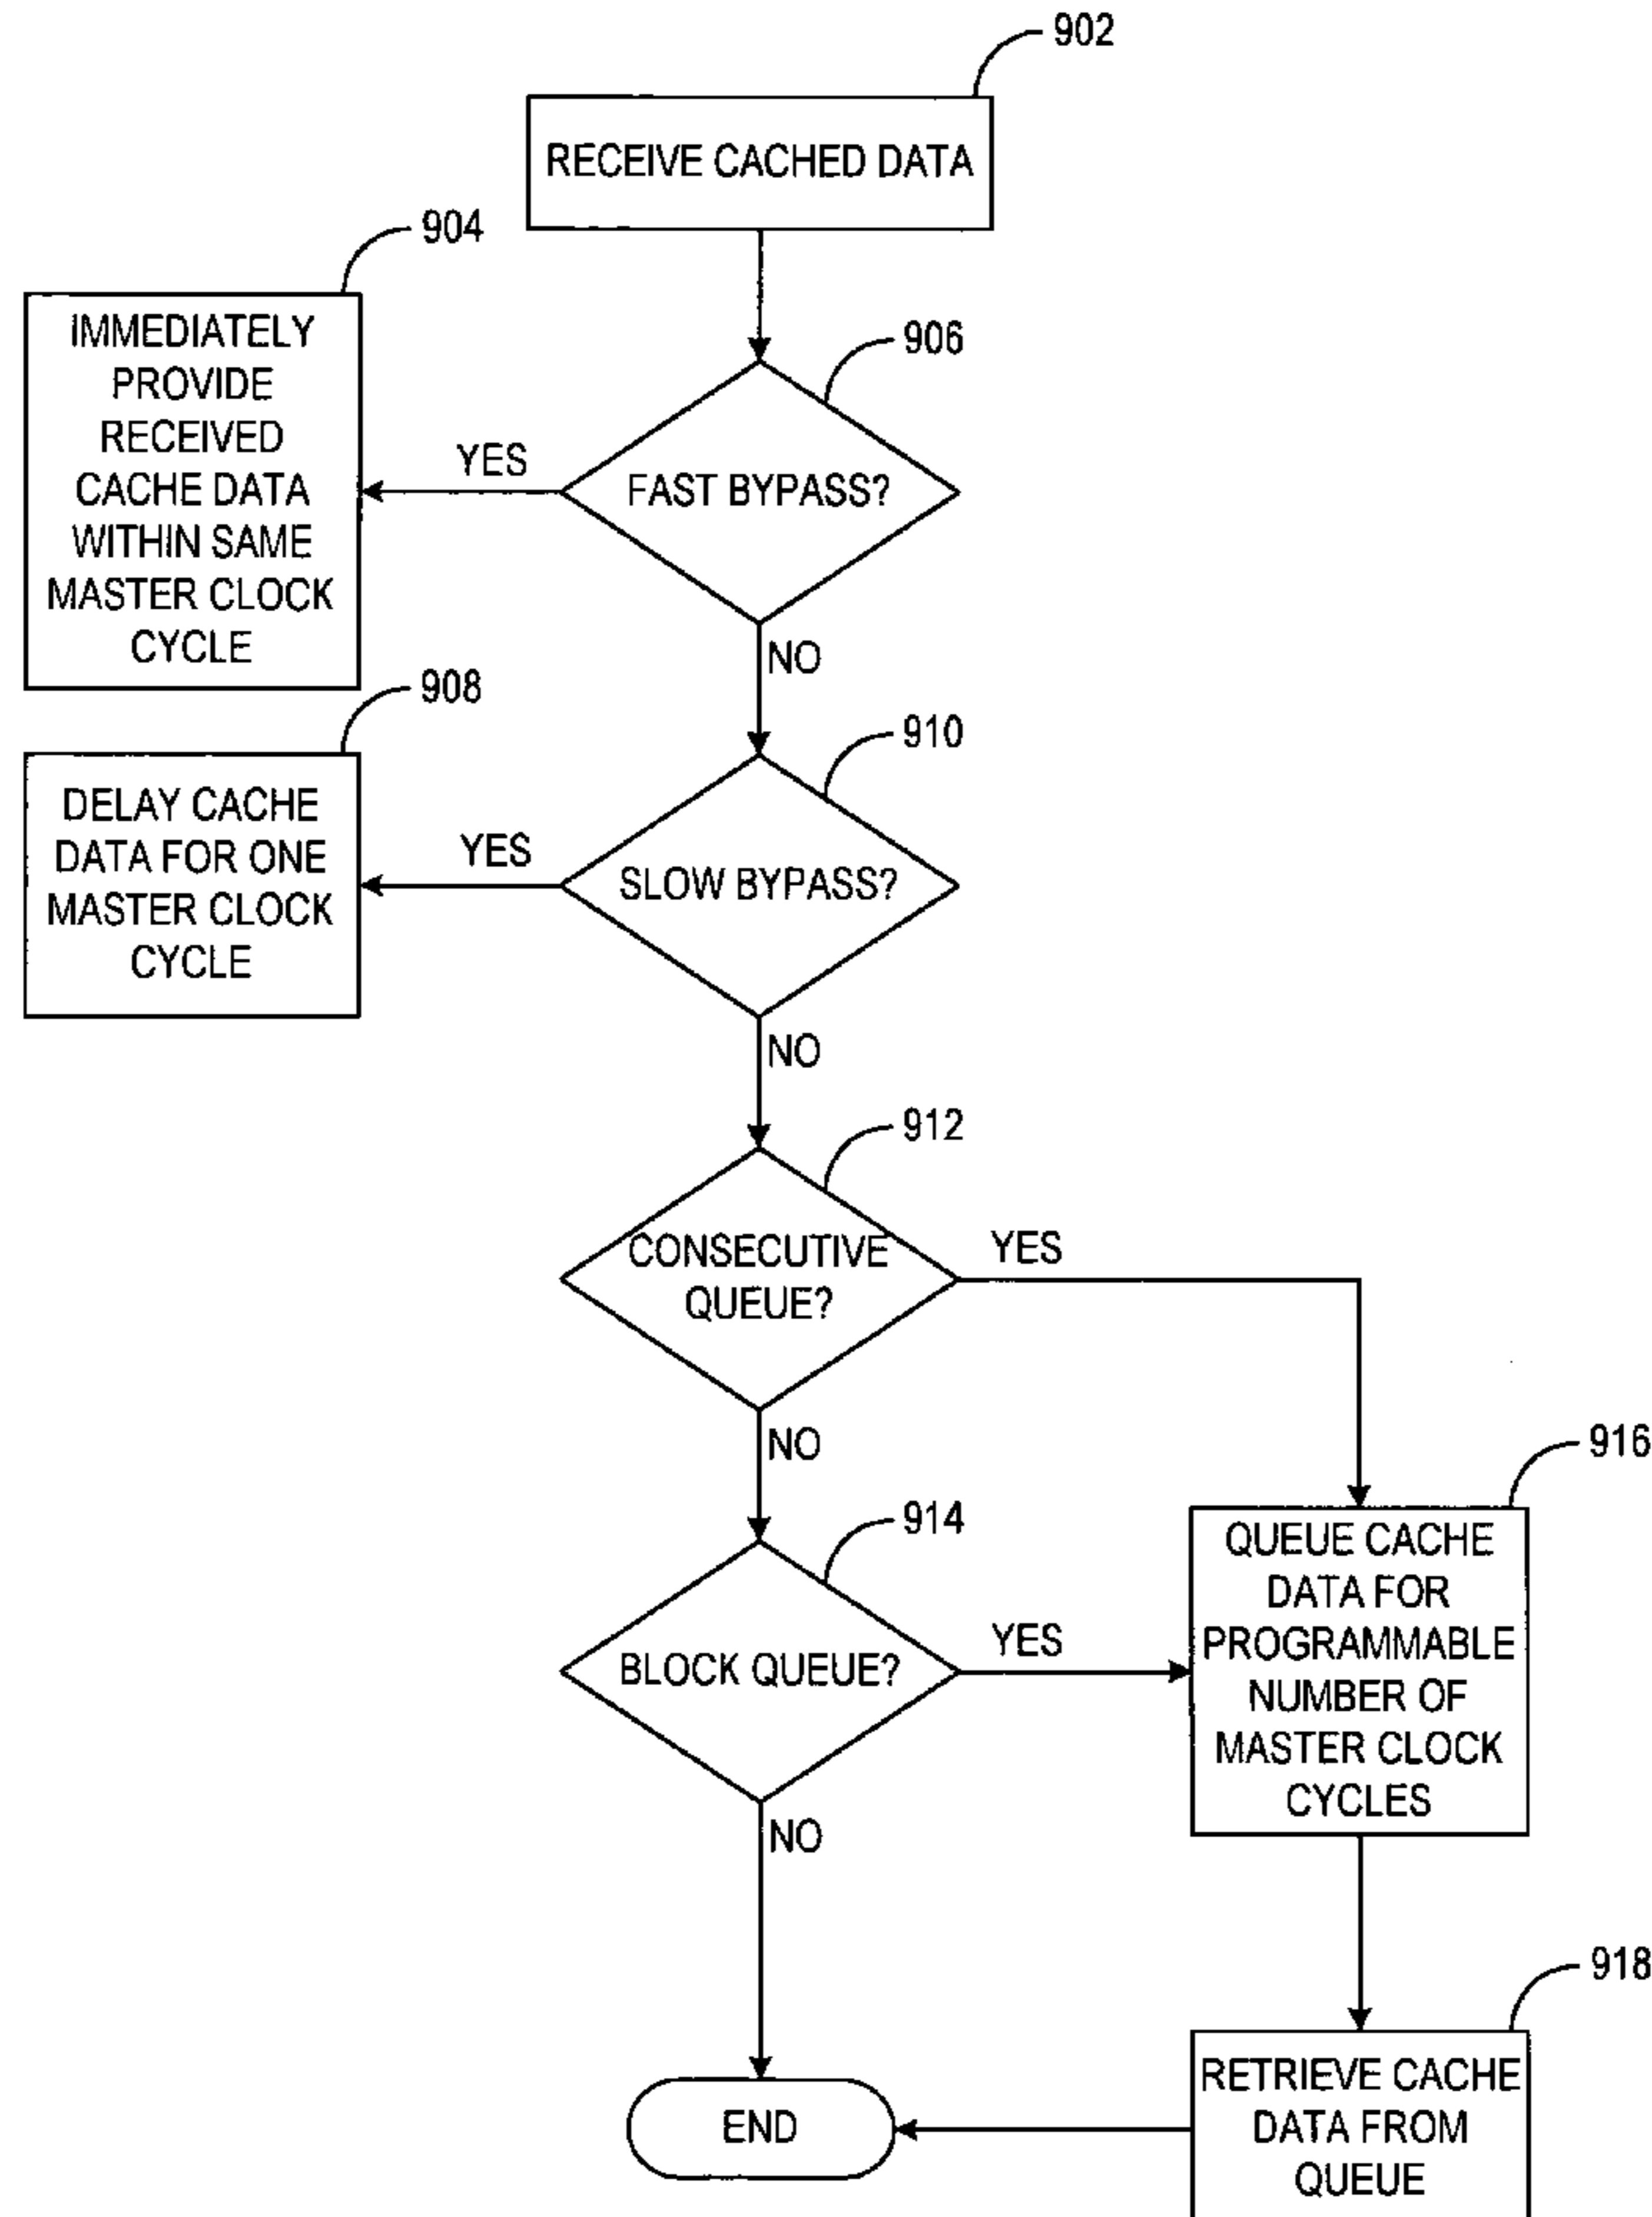 902
RECEIVE CACHED DATA
904
IMMEDIATELY
PROVIDE
RECEIVED
CACHE DATA
WITHIN SAME
MASTER CLOCK
CYCLE
906
YES
FAST BYPASS?
NO
908
DELAY CACHE
DATA FOR ONE
MASTER CLOCK
CYCLE
910
YES
SLOW BYPASS?
NO
912
CONSECUTIVE
QUEUE?
YES
NO
914
BLOCK QUEUE?
YES
NO
916
QUEUE CACHE
DATA FOR
PROGRAMMABLE
NUMBER OF
MASTER CLOCK
CYCLES
918
RETRIEVE CACHE
DATA FROM
QUEUE
END